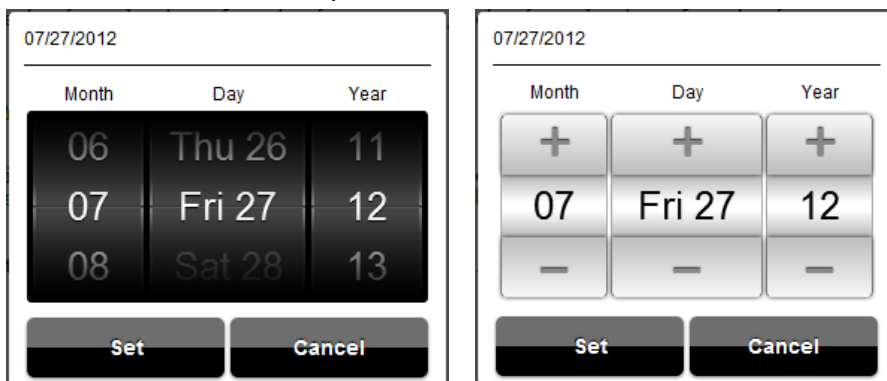 07/27/2012
Month Day Year
06 Thu 26 11
07 Fri 27 12
08 Sat 28 13
Set Cancel
07/27/2012
Month Day Year
+ + +
07 Fri 27 12
− − −
Set Cancel